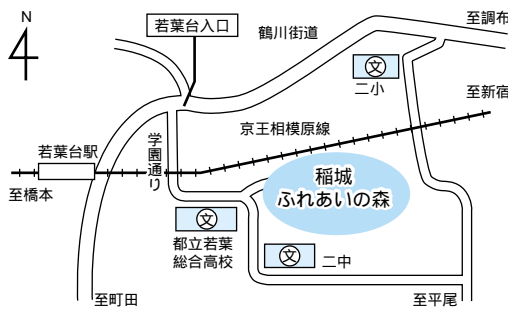 N
若葉台入口
鶴川街道
至調布
文
二小
至新宿
京王相模原線
学園通り
若葉台駅
至橋本
稲城
ふれあいの森
文
都立若葉
総合高校
文
二中
至町田
至平尾